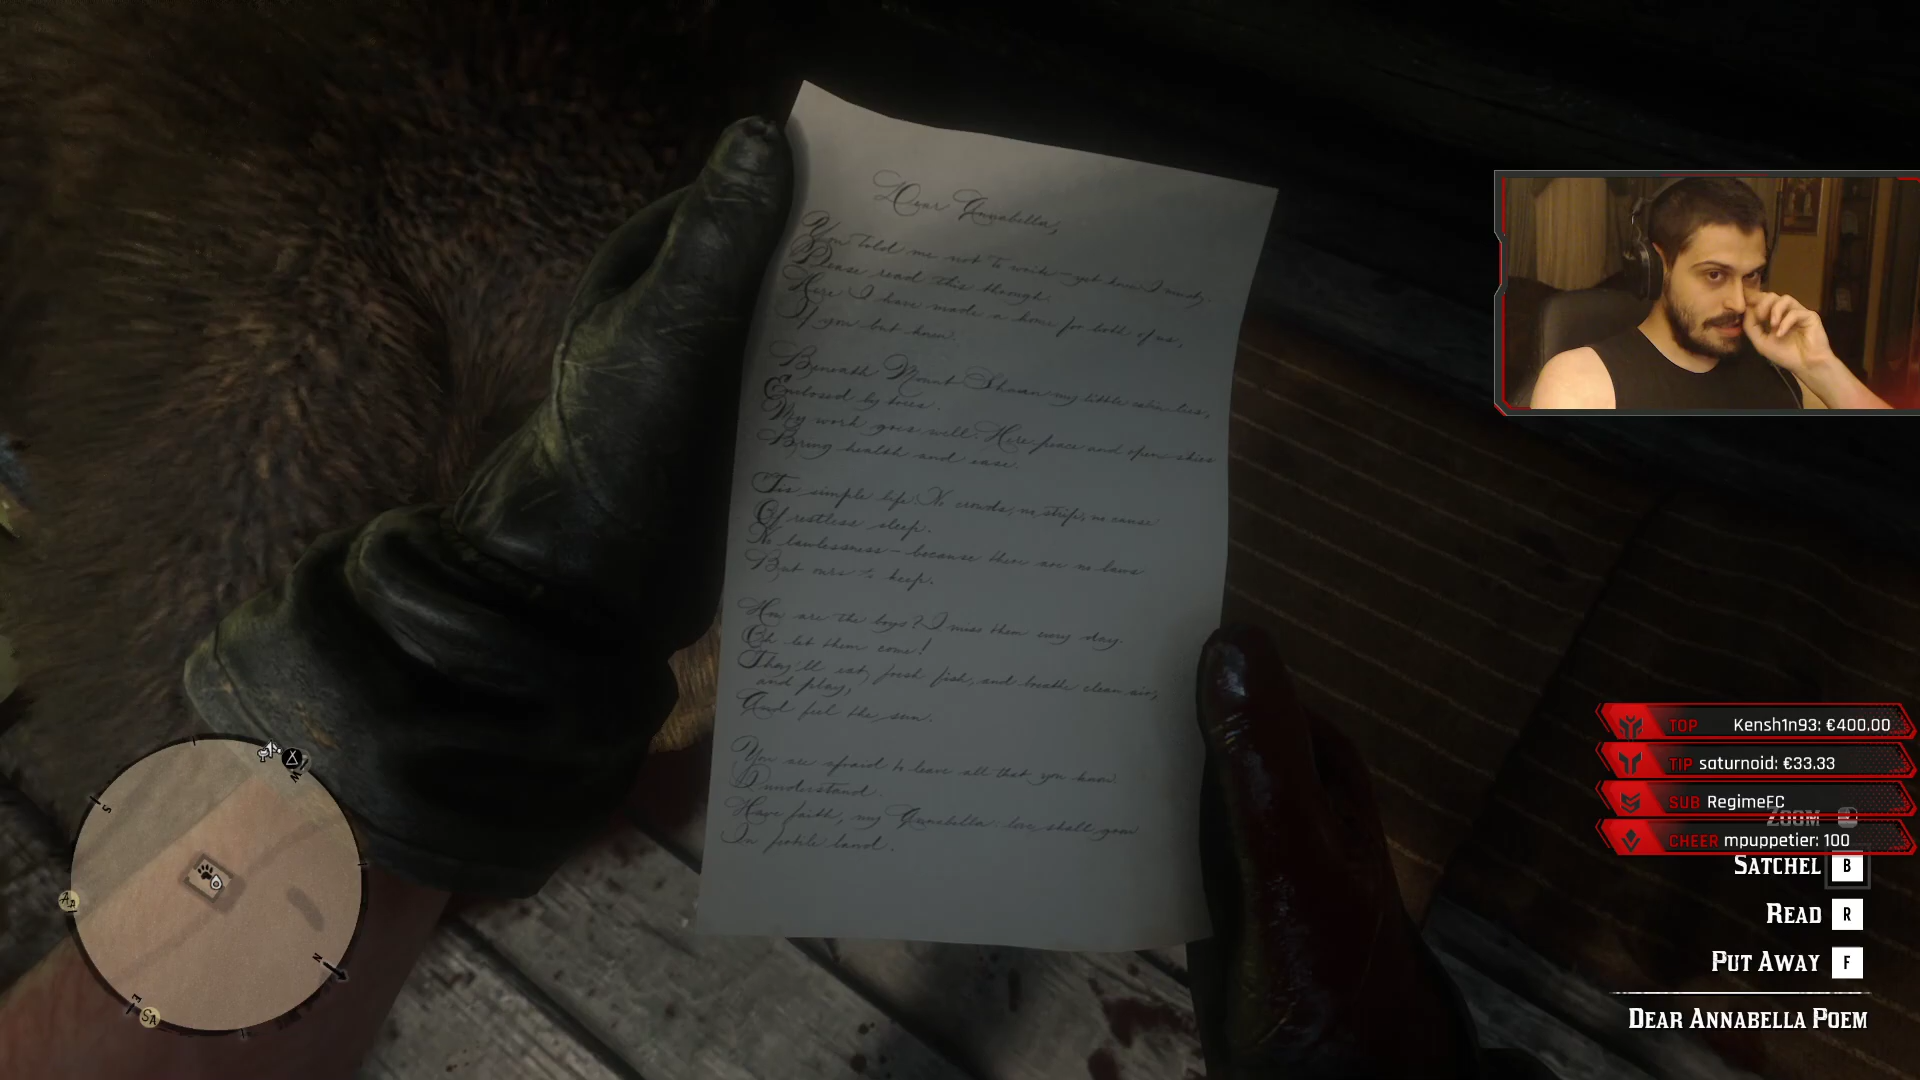 Dear Annabella,
You told me not to write - yet know I must,
Please read this through.
Here I have made a home for both of us,
If you but knew.
Beneath Mount Shann my little cabin lies,
Enclosed by trees.
My work goes well. Here peace and open skies
Bring health and ease.
Tis simple life. No crowds, no strife, no cause
Of restless sleep.
No lawlessness - because there are no laws
But ours to keep.
How are the boys? I miss them every day.
Oh let them come!
They'll eat fresh fish, and breathe clean air,
and play,
And feel the sun.
You are afraid to leave all that you know
I understand.
Have faith, my Annabella: love shall grow
In fertile land.
TOP Kensh1n93: €400.00
TIP saturnoid: €33.33
SUB RegimeFC
ZOOM
CHEER mpuppetier: 100
SATCHEL B
READ R
PUT AWAY F
DEAR ANNABELLA POEM
S
W
N
E
SA